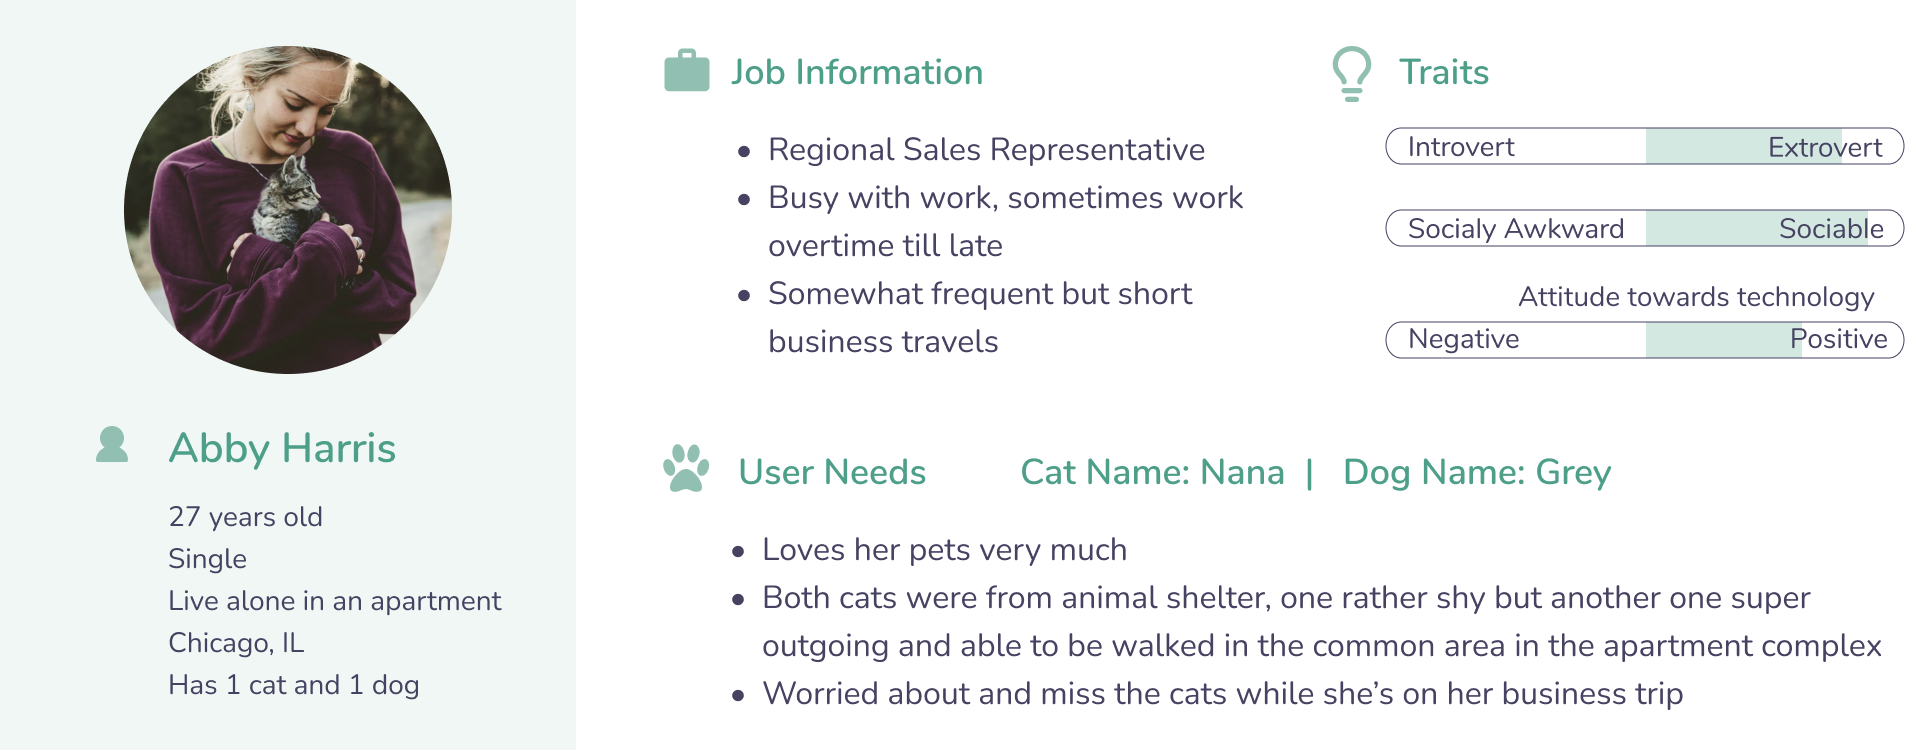 Abby Harris
27 years old
Single
Live alone in an apartment
Chicago, IL
Has 1 cat and 1 dog
Job Information
• Regional Sales Representative
• Busy with work, sometimes work
overtime till late
• Somewhat frequent but short
business travels
Traits
Introvert Extrovert
Socialy Awkward Sociable
Attitude towards technology
Negative Positive
User Needs Cat Name: Nana | Dog Name: Grey
• Loves her pets very much
• Both cats were from animal shelter, one rather shy but another one super
outgoing and able to be walked in the common area in the apartment complex
• Worried about and miss the cats while she’s on her business trip